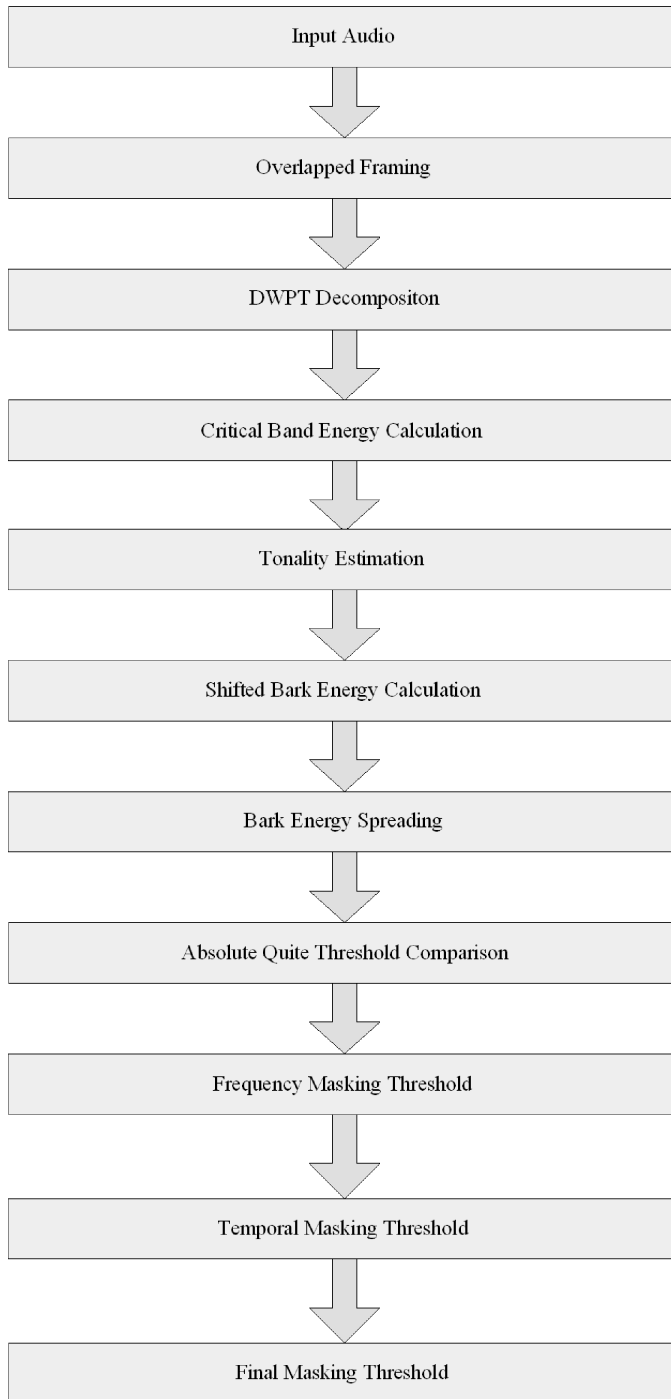 Input Audio
Overlapped Framing
DWPT Decompositon
Critical Band Energy Calculation
Tonality Estimation
Shifted Bark Energy Calculation
Bark Energy Spreading
Absolute Quite Threshold Comparison
Frequency Masking Threshold
Temporal Masking Threshold
Final Masking Threshold